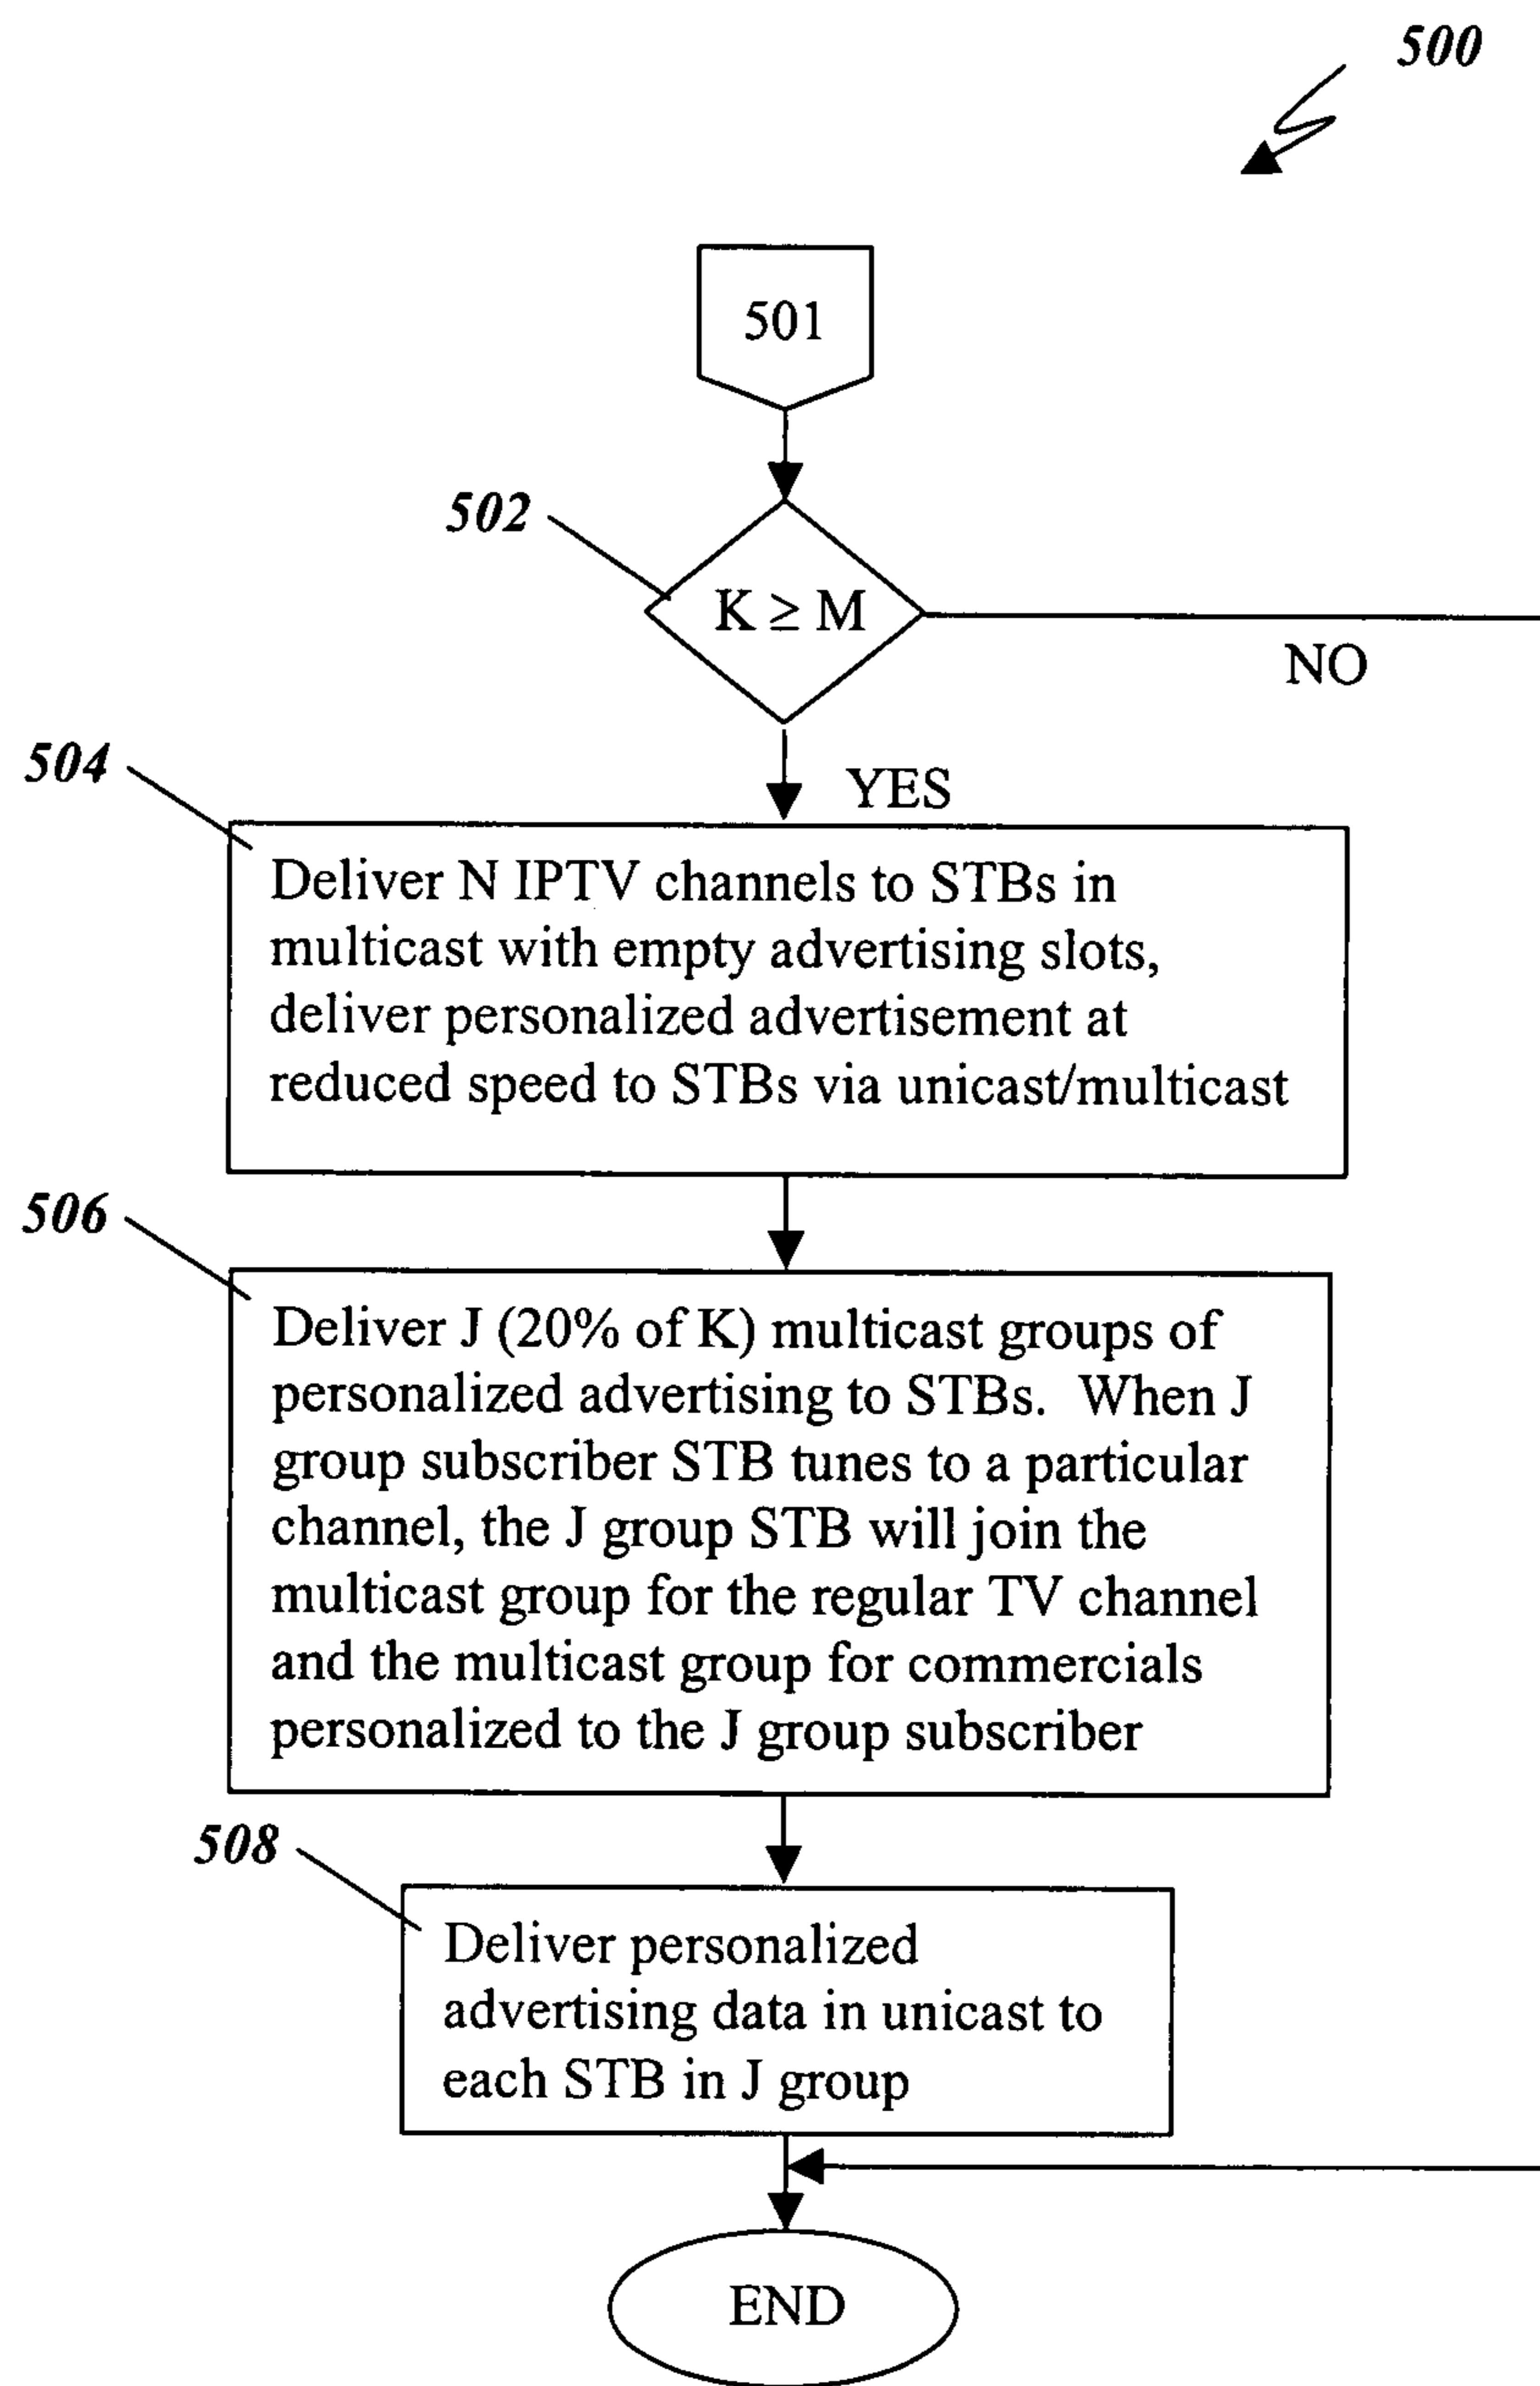 500
501
502
K ≥ M
NO
504
YES
Deliver N IPTV channels to STBs in
multicast with empty advertising slots,
deliver personalized advertisement at
reduced speed to STBs via unicast/multicast
506
Deliver J (20% of K) multicast groups of
personalized advertising to STBs. When J
group subscriber STB tunes to a particular
channel, the J group STB will join the
multicast group for the regular TV channel
and the multicast group for commercials
personalized to the J group subscriber
508
Deliver personalized
advertising data in unicast to
each STB in J group
END